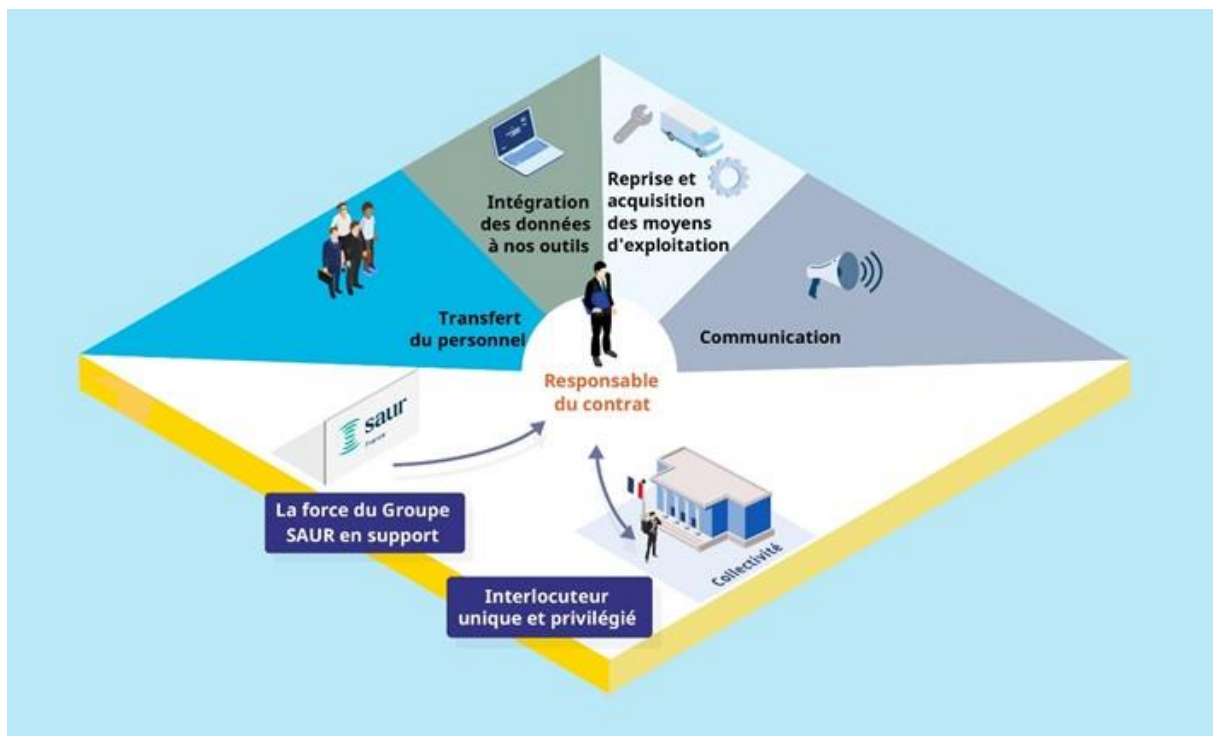 Intégration
des données
à nos outils
Reprise et
acquisition
des moyens
d'exploitation
Transfert
du personnel
Communication
Responsable
du contrat
saur
France
La force du Groupe
SAUR en support
Collectivité
Interlocuteur
unique et privilégié